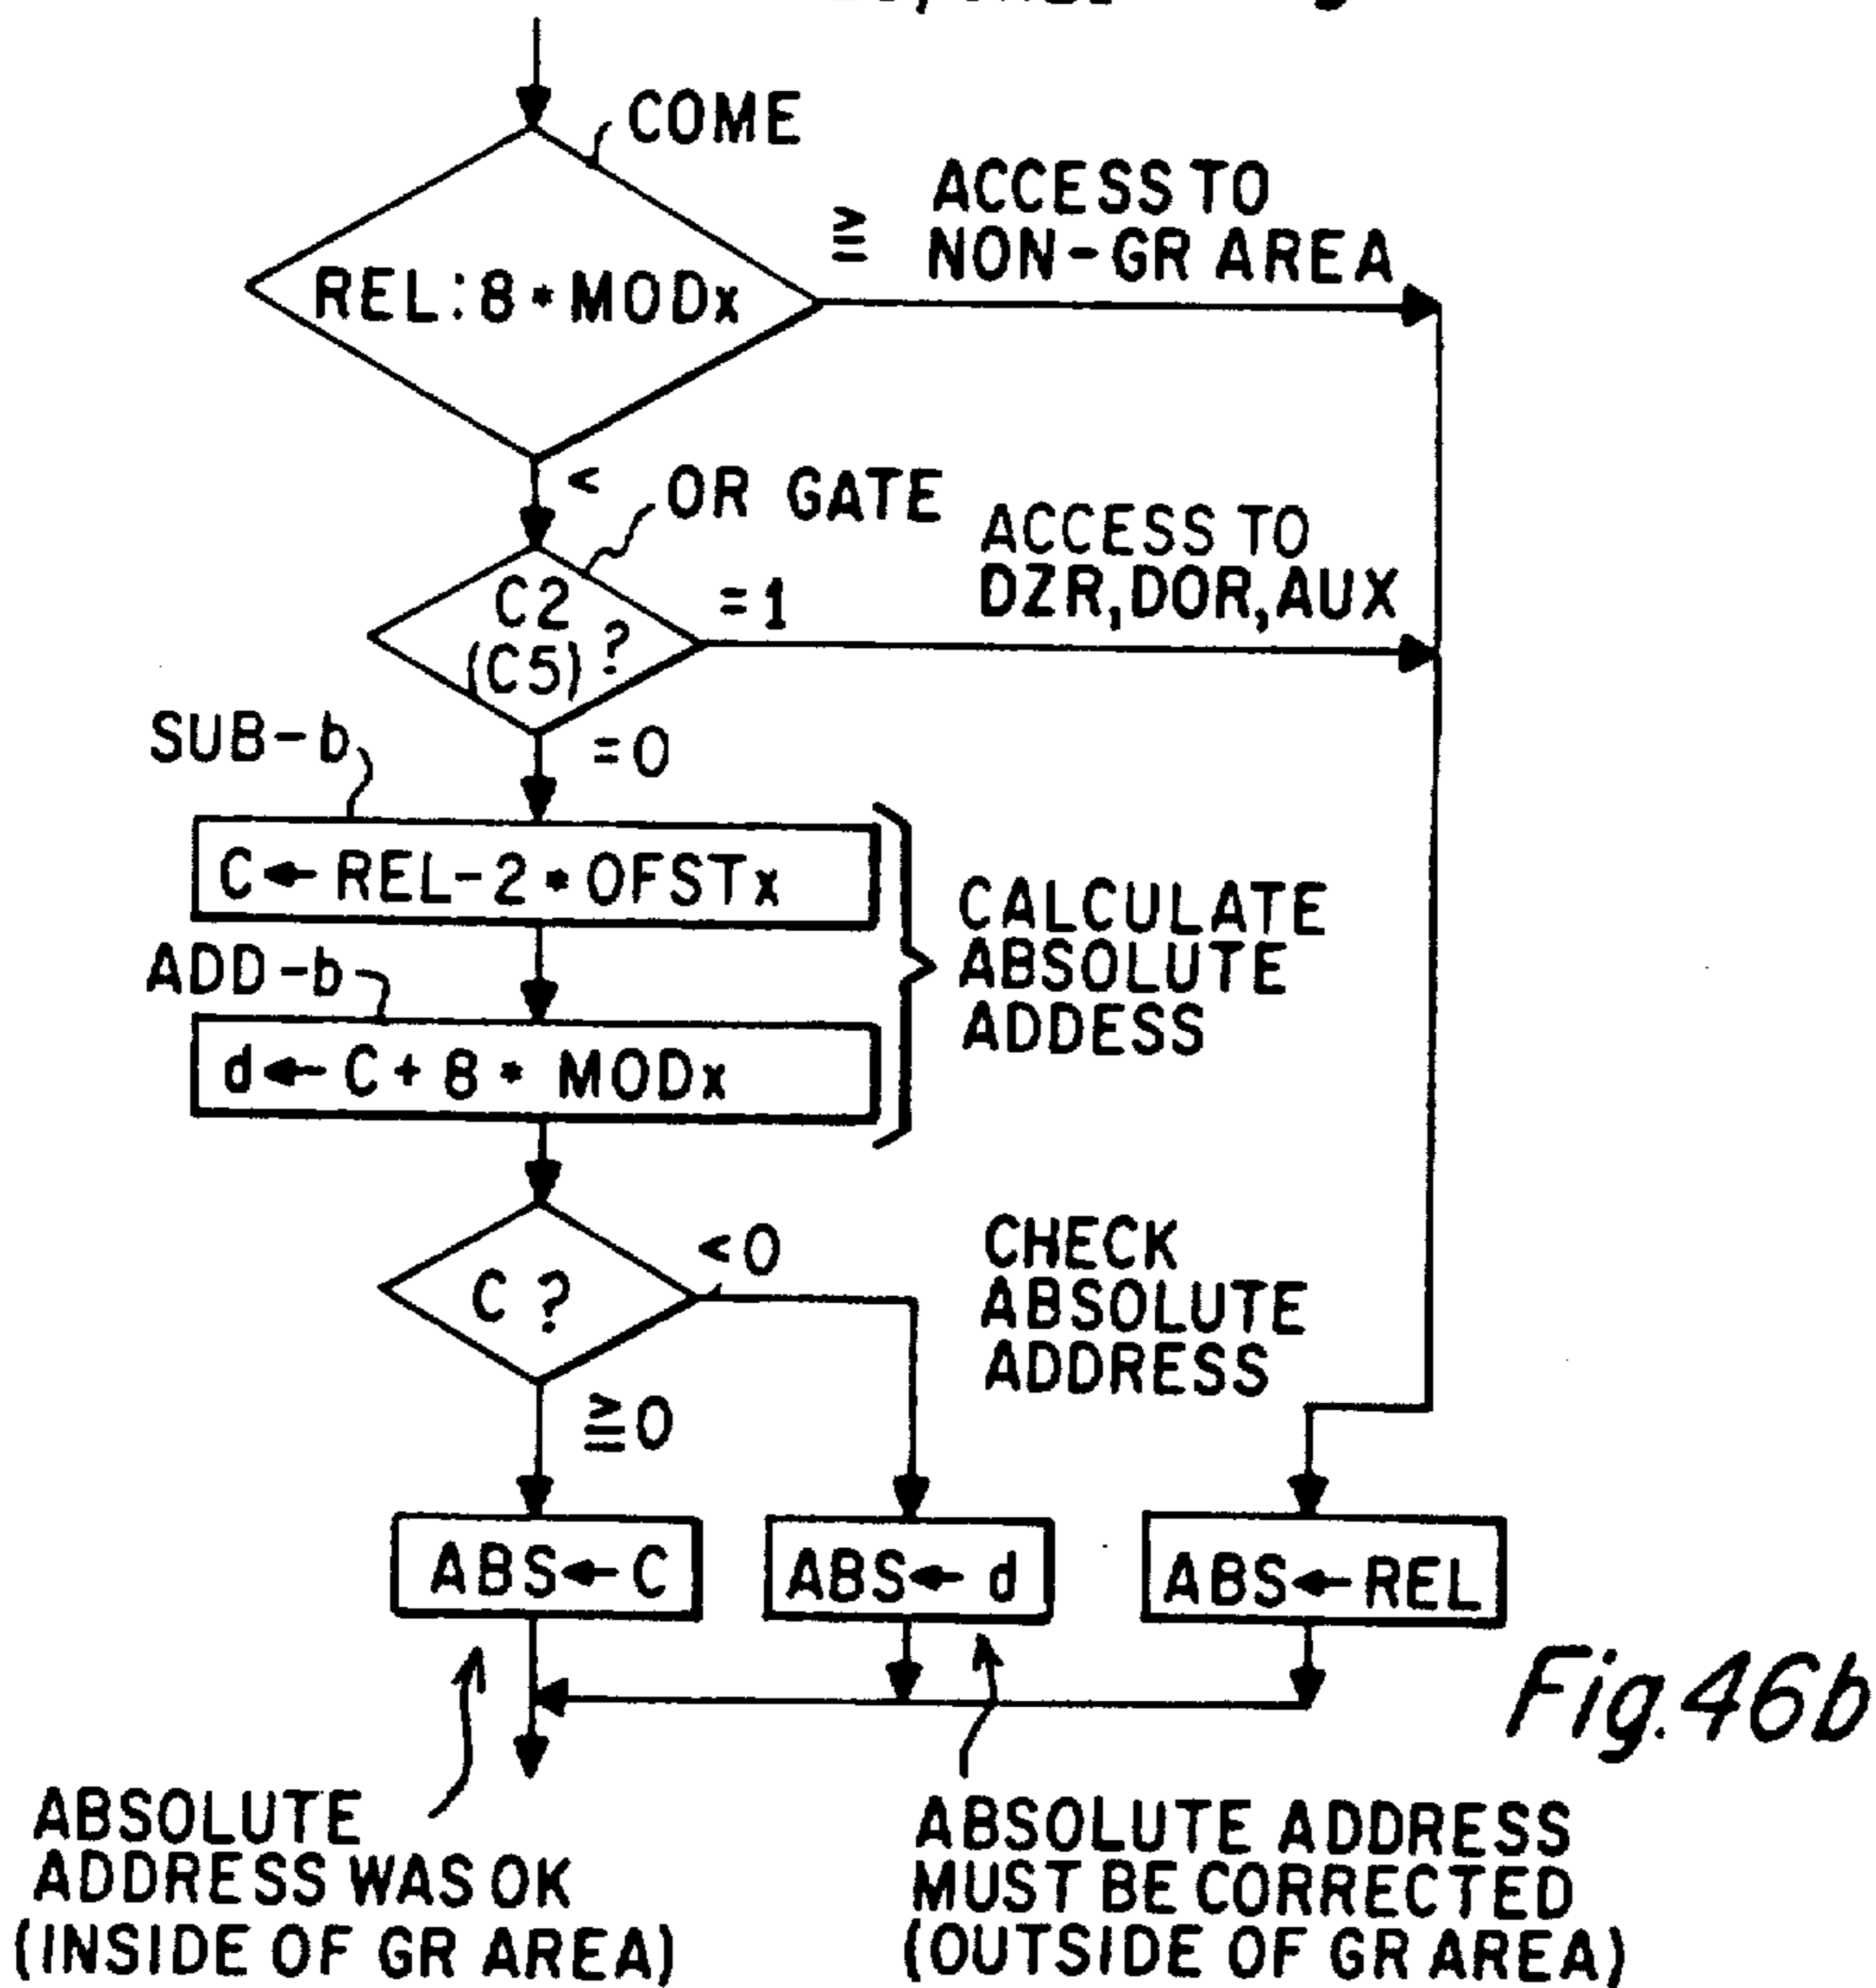 COME
ACCESS TO
≧ NON-GR AREA
REL:8*MODx
< OR GATE
ACCESS TO
DZR,DOR,AUX
C2
(C5)?
=1
SUB-b
=0
C←REL-2*OFSTx
ADD-b
d←C+8*MODx
CALCULATE
ABSOLUTE
ADDESS
C?
<0
≧0
CHECK
ABSOLUTE
ADDRESS
ABS←C
ABS←d
ABS←REL
Fig.46b
ABSOLUTE
ADDRESS WAS OK
(INSIDE OF GR AREA)
ABSOLUTE ADDRESS
MUST BE CORRECTED
(OUTSIDE OF GR AREA)